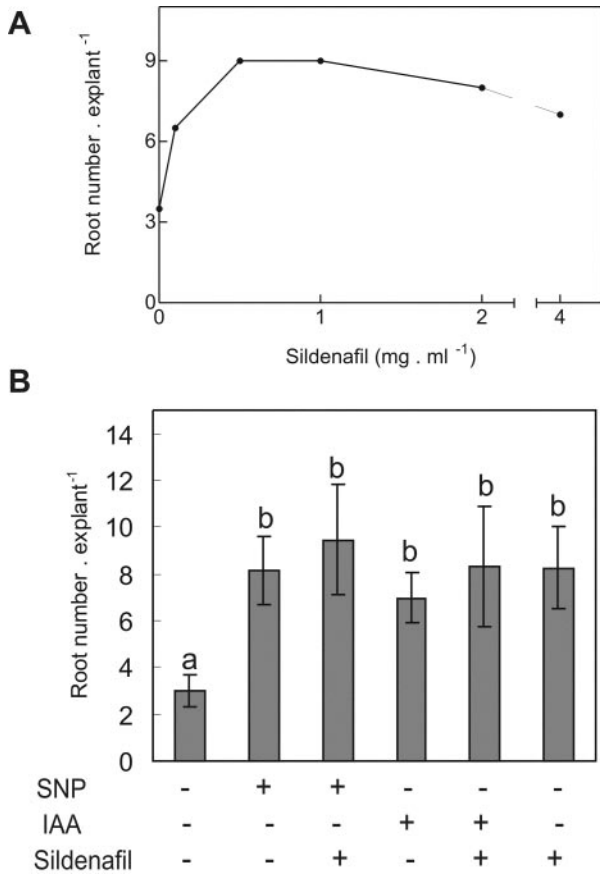 A
Root number . explant -1
9
6
3
0
0 1 2 4
Sildenafil (mg . ml -1)
B
Root number . explant-1
14
12
10
8
6
4
2
0
a b b b b b
SNP - + + - - -
IAA - - - + + -
Sildenafil - - + - + +